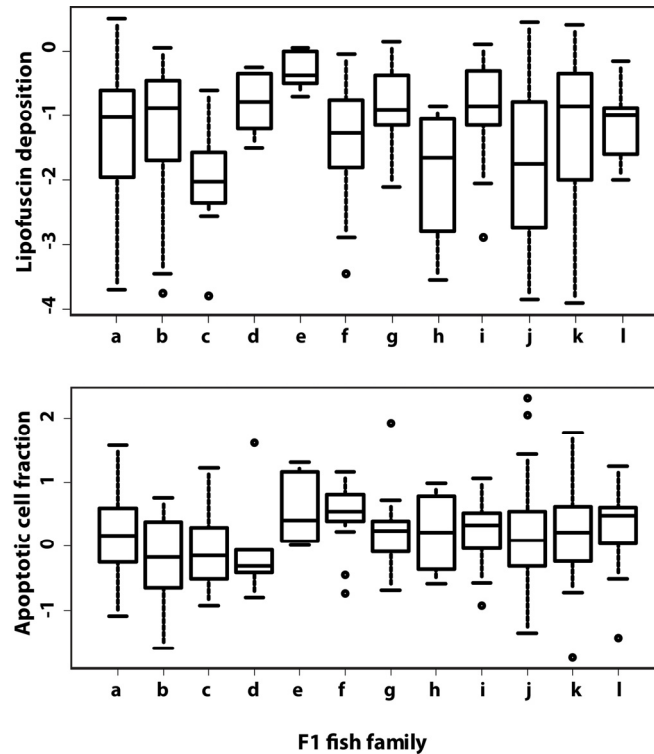 Lipofuscin deposition
0
-1
-2
-3
-4
a b c d e f g h i j k l
Apoptotic cell fraction
2
1
0
-1
a b c d e f g h i j k l
F1 fish family